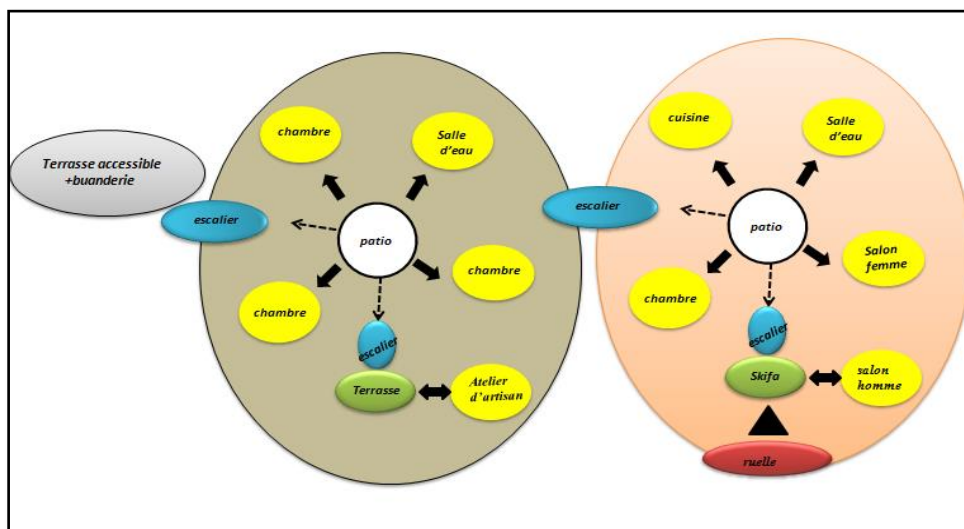 Terrasse accessible
+buanderie
escalier
chambre
Salle
d'eau
patio
chambre
chambre
escalier
Terrasse
Atelier
d'artisan
escalier
cuisine
Salle
d'eau
patio
Salon
femme
chambre
escalier
Skifa
salon
homme
ruelle